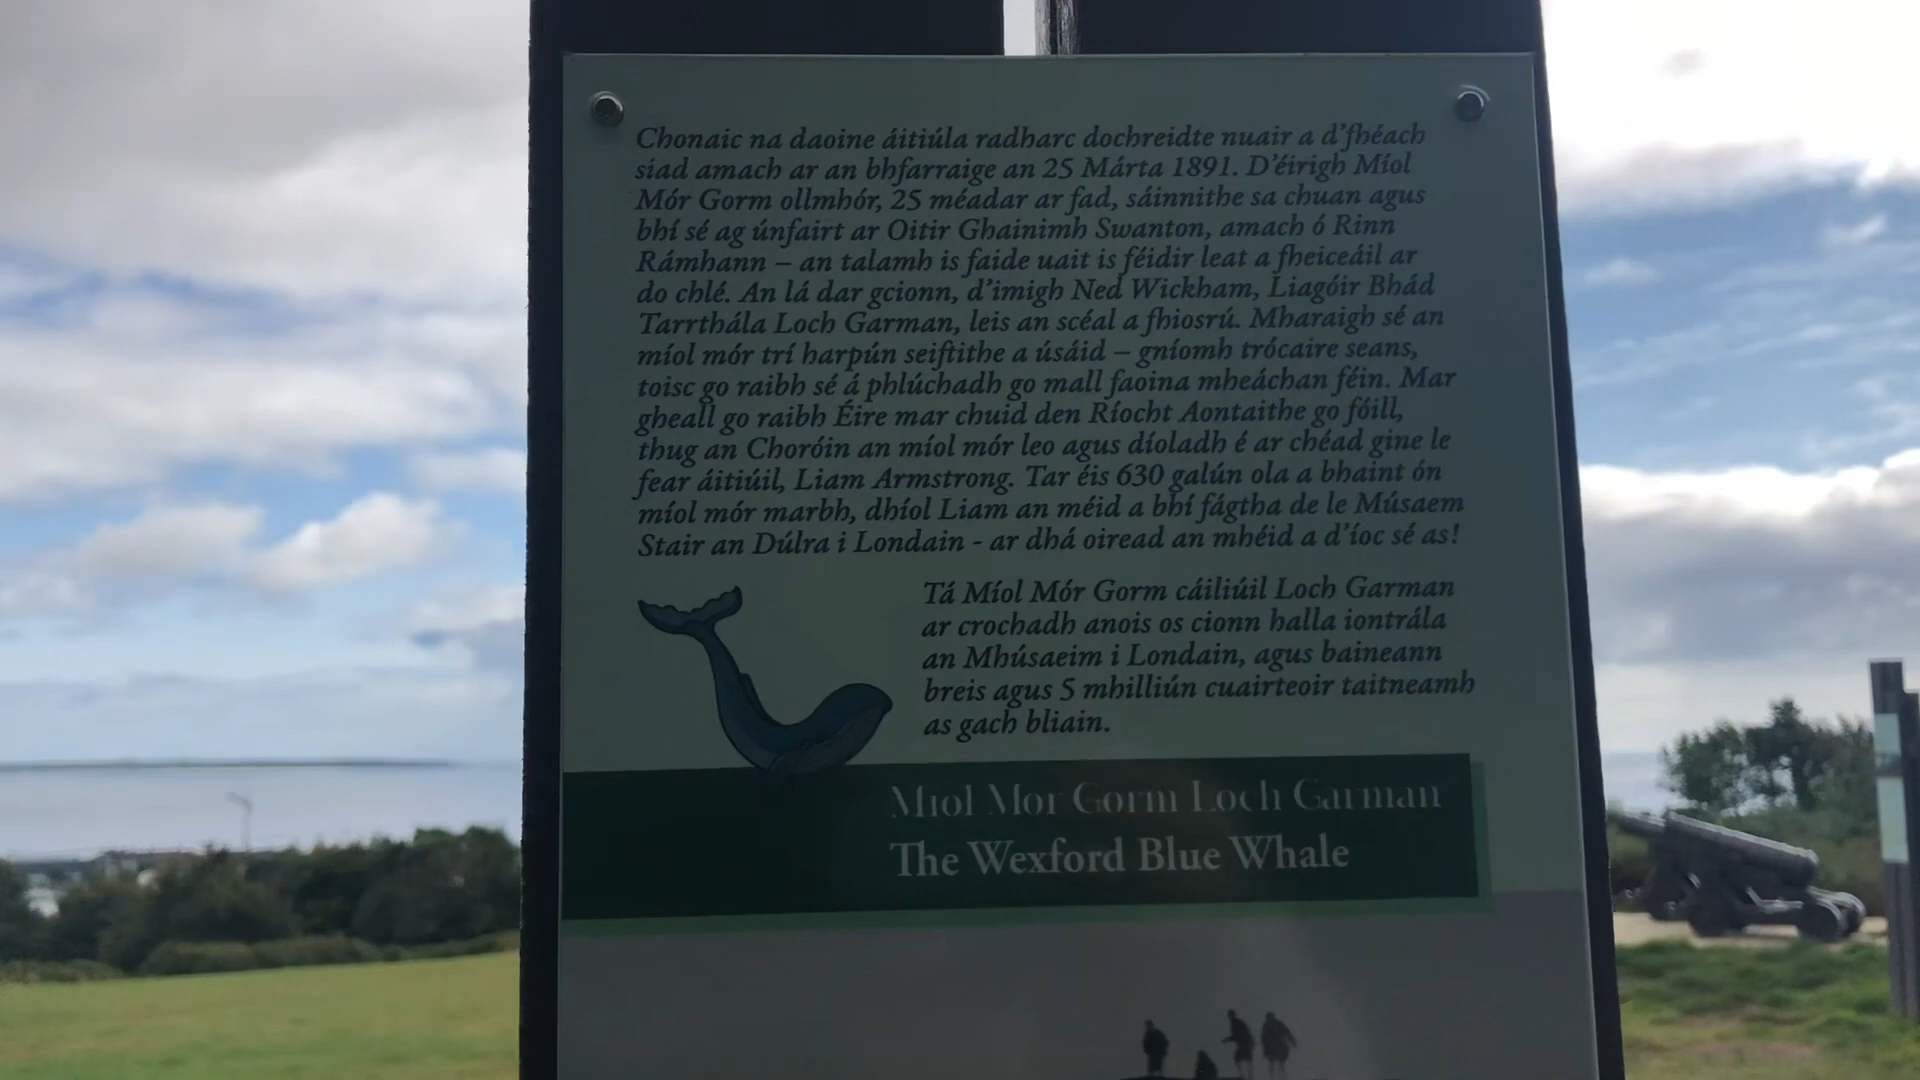 Chonaic na daoine áitiúla radharc dochreidte nuair a d'fhéach
siad amach ar an bhfarraige an 25 Márta 1891. D'éirigh Míol
Mór Gorm ollmhór, 25 méadar ar fad, sáinnithe sa chuan agus
bhí sé ag únfairt ar Oitir Ghainimh Swanton, amach ó Rinn
Rámhann – an talamh is faide uait is féidir leat a fheiceáil ar
do chlé. An lá dar gcionn, d'imigh Ned Wickham, Liagóir Bhád
Tarrthála Loch Garman, leis an scéal a fhiosrú. Mharaigh sé an
míol mór trí harpún seiftithe a úsáid – gníomh trócaire seans,
toisc go raibh sé á phlúchadh go mall faoina mheáchan féin. Mar
gheall go raibh Éire mar chuid den Ríocht Aontaithe go fóill,
thug an Choróin an míol mór leo agus díoladh é ar chéad gine le
fear áitiúil, Liam Armstrong. Tar éis 630 galún ola a bhaint ón
míol mór marbh, dhíol Liam an méid a bhí fágtha de le Músaem
Stair an Dúlra i Londain - ar dhá oiread an mhéid a d'íoc sé as!
Tá Míol Mór Gorm cáiliúil Loch Garman
ar crochadh anois os cionn halla iontrála
an Mhúsaeim i Londain, agus baineann
breis agus 5 mhilliún cuairteoir taitneamh
as gach bliain.
Míol Mór Gorm Loch Garman
The Wexford Blue Whale